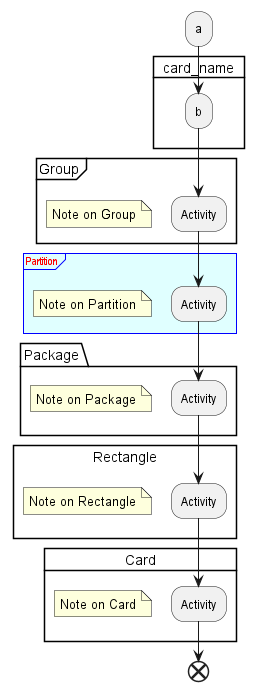 a
card_name
b
Group
Note on Group
Activity
Partition
Note on Partition
Activity
Package
Note on Package
Activity
Rectangle
Note on Rectangle
Activity
Card
Note on Card
Activity